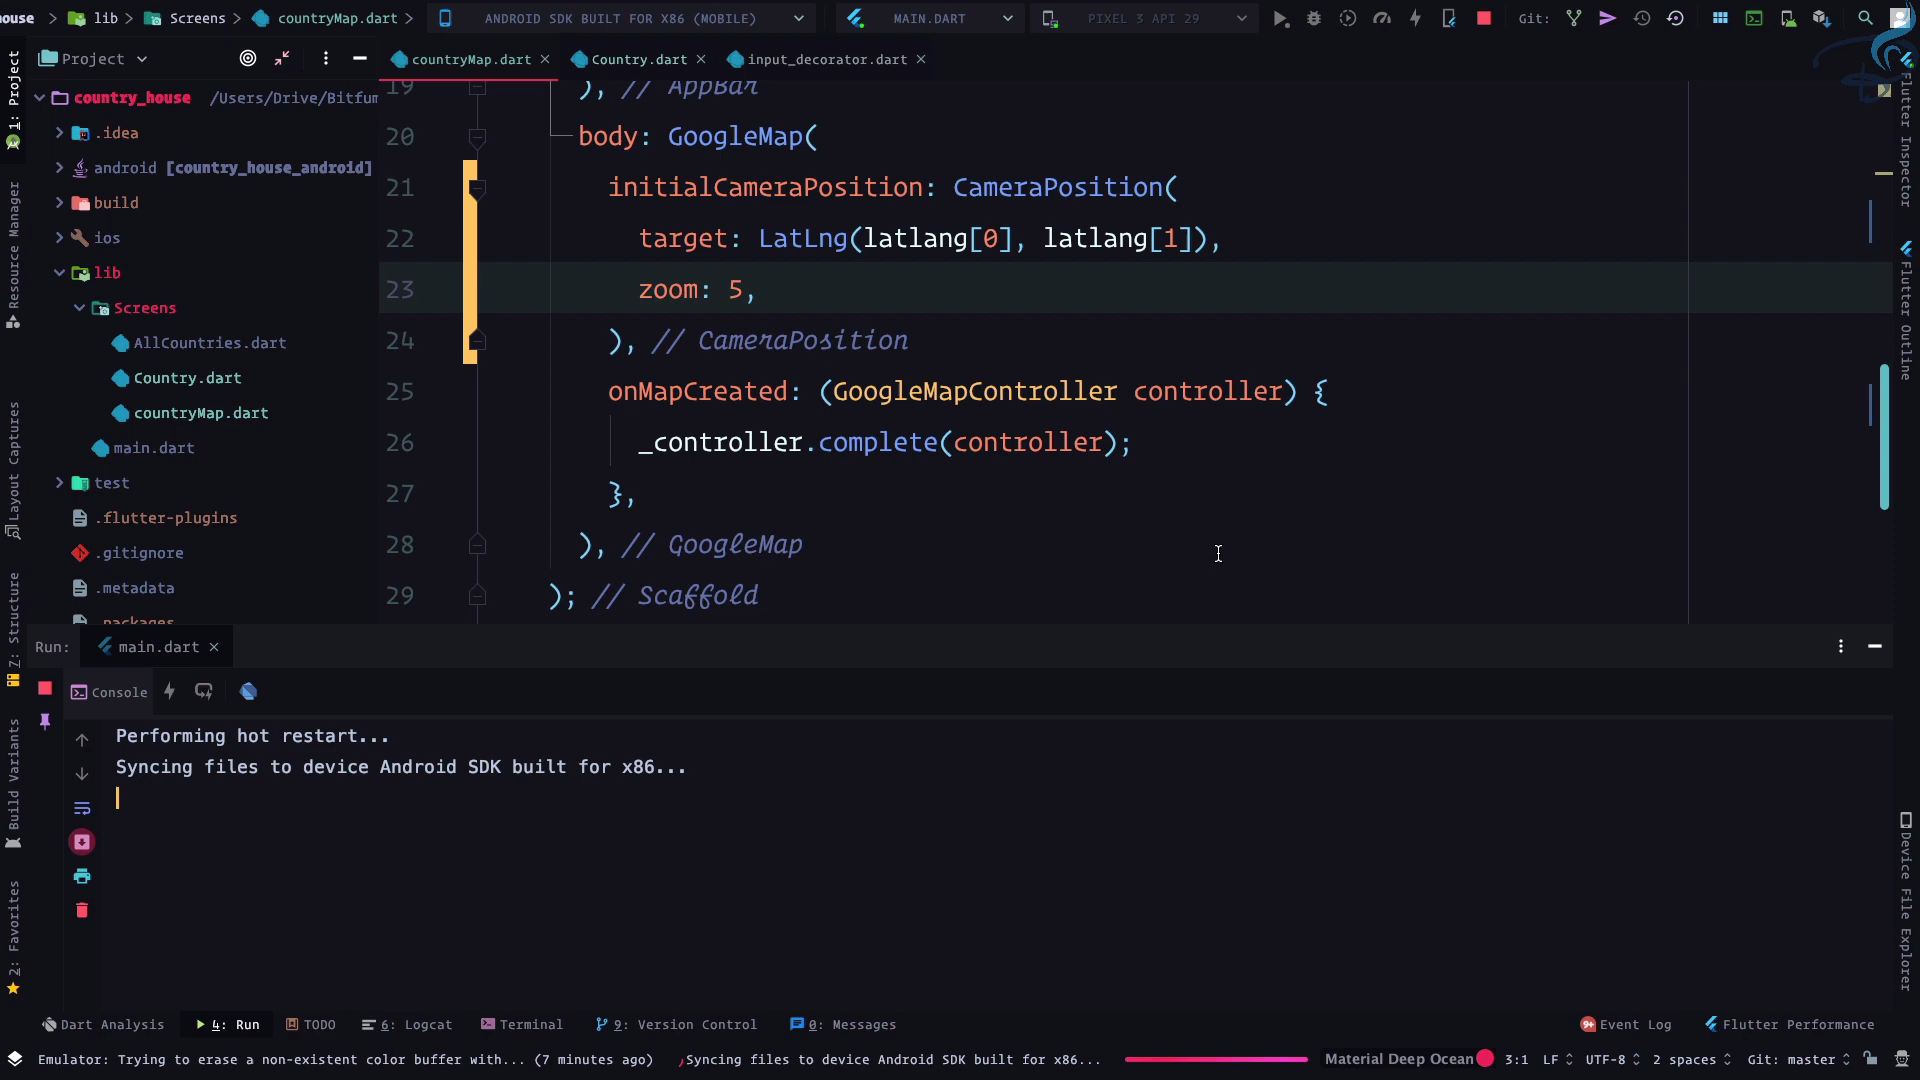 ouse > lib > Screens > countryMap.dart >
ANDROID SDK BUILT FOR X86 (MOBILE)
MAIN.DART
PIXEL 3 API 29
Git:
Project
countryMap.dart ×
Country.dart ×
input_decorator.dart ×
1: Project
Resource Manager
Layout Captures
7: Structure
Build Variants
2: Favorites
country_house /Users/Drive/Bitfum
.idea
android [country_house_android]
build
ios
lib
Screens
AllCountries.dart
Country.dart
countryMap.dart
main.dart
test
.flutter-plugins
.gitignore
.metadata
.packages
19 ), // AppBar
20 body: GoogleMap(
21 initialCameraPosition: CameraPosition(
22 target: LatLng(latlang[0], latlang[1]),
23 zoom: 5,
24 ), // CameraPosition
25 onMapCreated: (GoogleMapController controller) {
26 _controller.complete(controller);
27 },
28 ), // GoogleMap
29 ); // Scaffold
Flutter Inspector
Flutter Outline
Device File Explorer
Run: main.dart ×
Console
Performing hot restart...
Syncing files to device Android SDK built for x86...
Dart Analysis
4: Run
TODO
6: Logcat
Terminal
9: Version Control
0: Messages
9+ Event Log
Flutter Performance
Emulator: Trying to erase a non-existent color buffer with... (7 minutes ago)
Syncing files to device Android SDK built for x86...
Material Deep Ocean
3:1 LF UTF-8 2 spaces Git: master